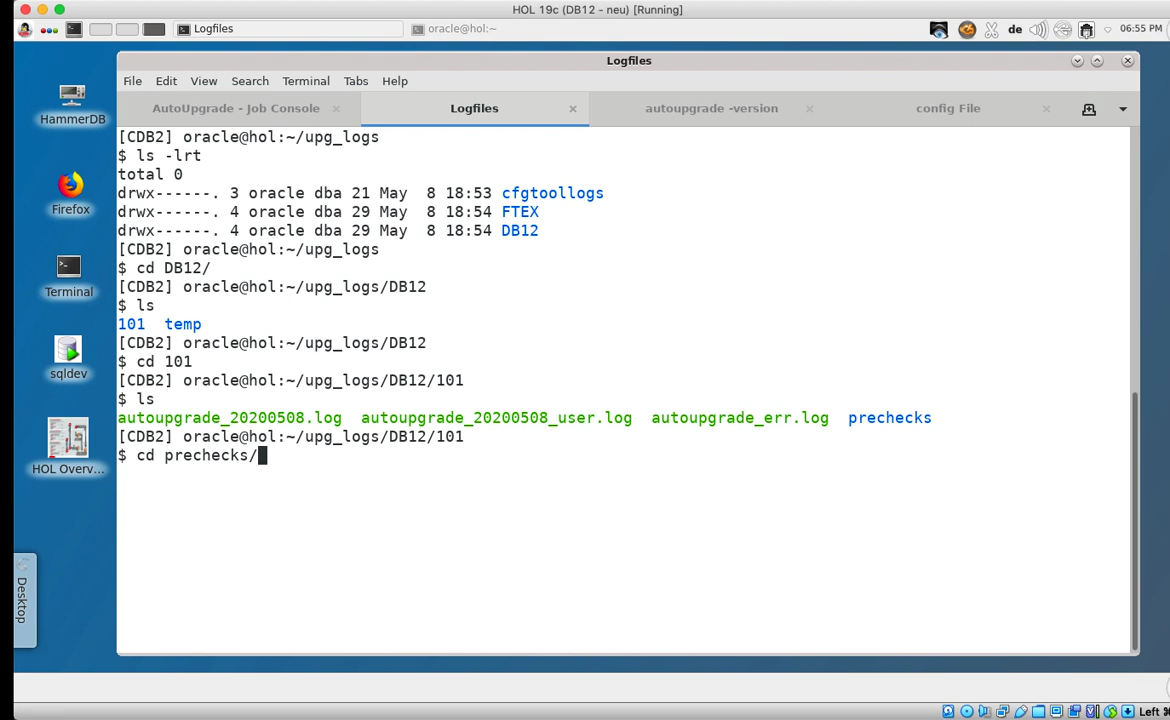 HOL 19c (DB12 - neu) [Running]
Logfiles
oracle@hol:~
de
06:55 PM
Logfiles
File Edit View Search Terminal Tabs Help
AutoUpgrade - Job Console
Logfiles
autoupgrade -version
config File
[CDB2] oracle@hol:~/upg_logs
$ ls -lrt
total 0
drwx------. 3 oracle dba 21 May  8 18:53 cfgtoollogs
drwx------. 4 oracle dba 29 May  8 18:54 FTEX
drwx------. 4 oracle dba 29 May  8 18:54 DB12
[CDB2] oracle@hol:~/upg_logs
$ cd DB12/
[CDB2] oracle@hol:~/upg_logs/DB12
$ ls
101  temp
[CDB2] oracle@hol:~/upg_logs/DB12
$ cd 101
[CDB2] oracle@hol:~/upg_logs/DB12/101
$ ls
autoupgrade_20200508.log  autoupgrade_20200508_user.log  autoupgrade_err.log  prechecks
[CDB2] oracle@hol:~/upg_logs/DB12/101
$ cd prechecks/
HammerDB
Firefox
Terminal
sqldev
HOL Overv...
Desktop
Left ⌘